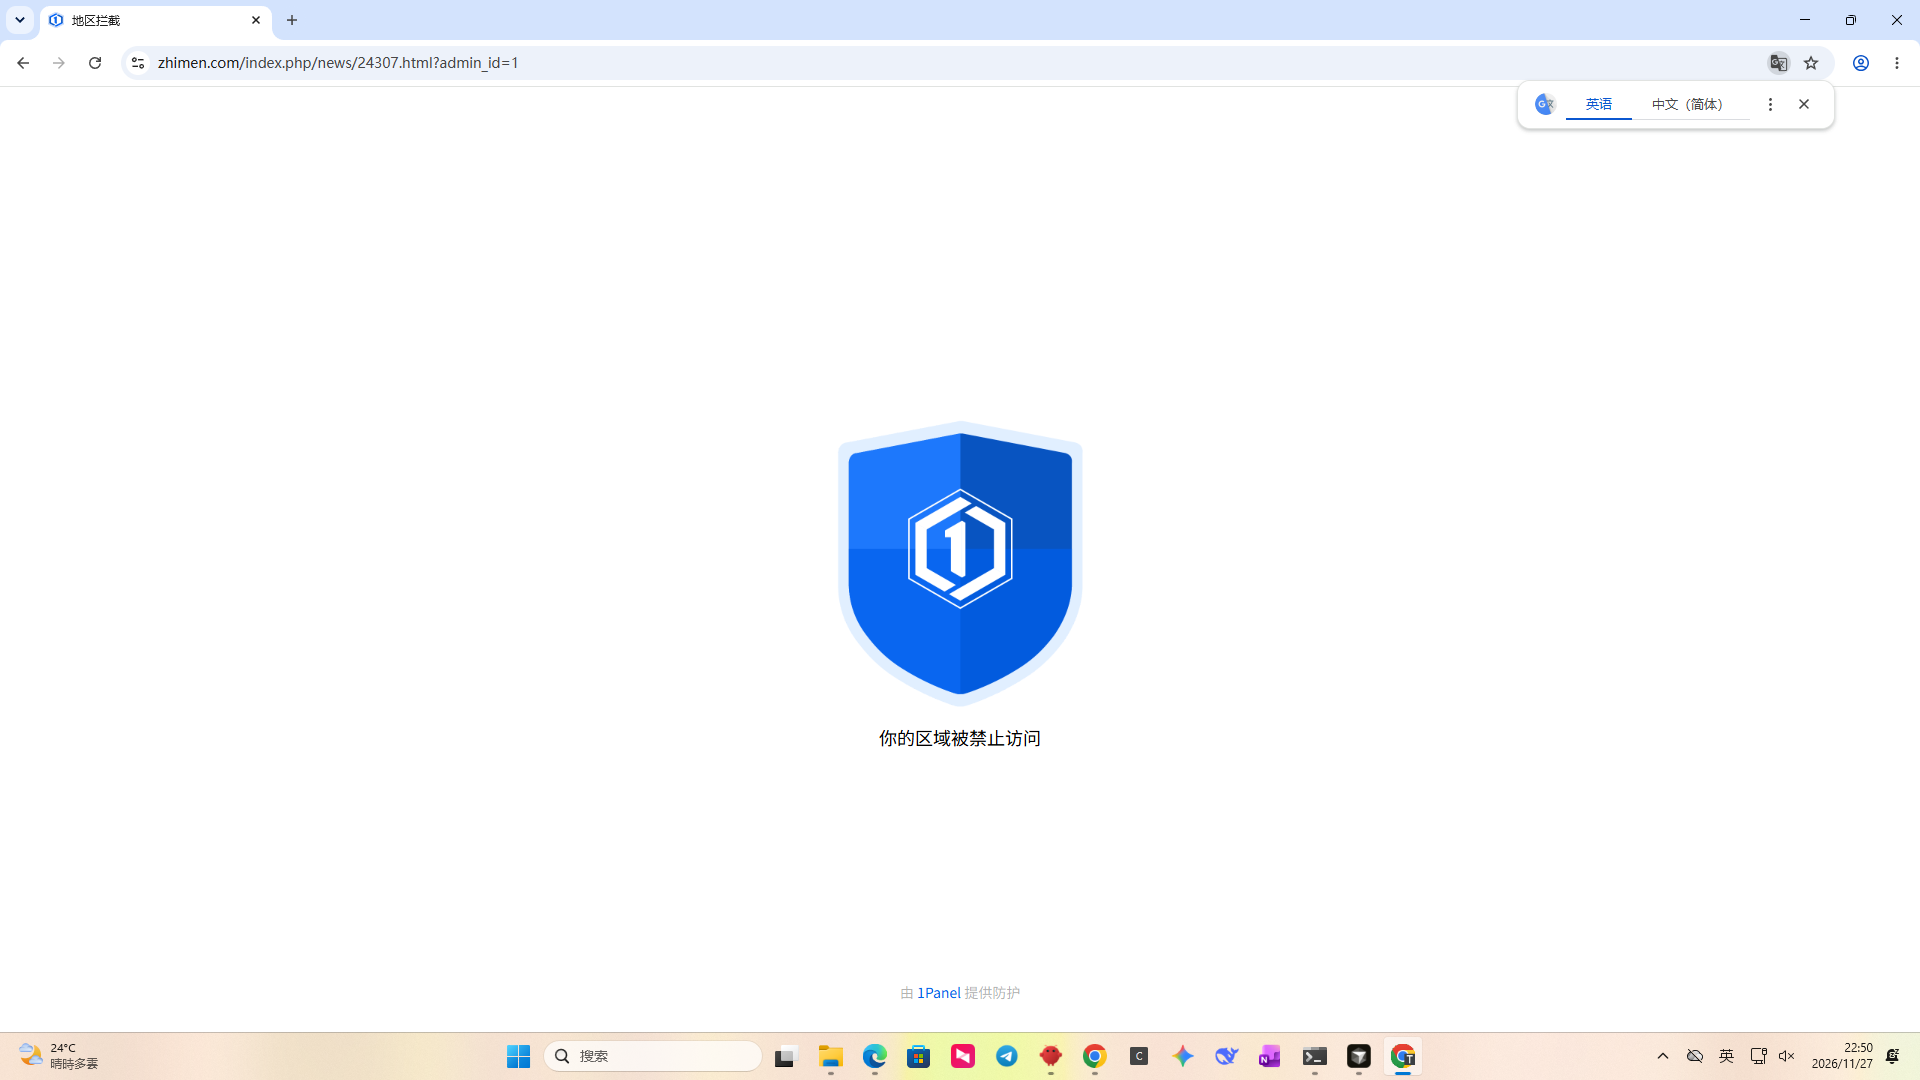 地区拦截
zhimen.com/index.php/news/24307.html?admin_id=1
英语 中文（简体）
1
你的区域被禁止访问
由 1Panel 提供防护
24°C
晴時多雲
搜索
英
22:50
2026/11/27